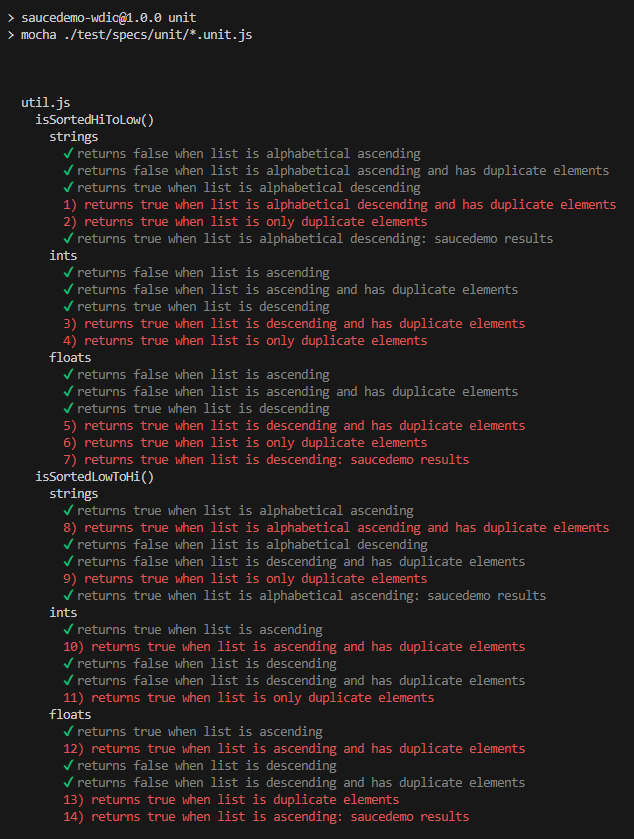 > saucedemo-wdio@1.0.0 unit
> mocha ./test/specs/unit/*.unit.js
util.js
isSortedHiToLow()
strings
✓ returns false when list is alphabetical ascending
✓ returns false when list is alphabetical ascending and has duplicate elements
✓ returns true when list is alphabetical descending
1) returns true when list is alphabetical descending and has duplicate elements
2) returns true when list is only duplicate elements
✓ returns true when list is alphabetical descending: saucedemo results
ints
✓ returns false when list is ascending
✓ returns false when list is ascending and has duplicate elements
✓ returns true when list is descending
3) returns true when list is descending and has duplicate elements
4) returns true when list is only duplicate elements
floats
✓ returns false when list is ascending
✓ returns false when list is ascending and has duplicate elements
✓ returns true when list is descending
5) returns true when list is descending and has duplicate elements
6) returns true when list is only duplicate elements
7) returns true when list is descending: saucedemo results
isSortedLowToHi()
strings
✓ returns true when list is alphabetical ascending
8) returns true when list is alphabetical ascending and has duplicate elements
✓ returns false when list is alphabetical descending
✓ returns false when list is descending and has duplicate elements
9) returns true when list is only duplicate elements
✓ returns true when list is alphabetical ascending: saucedemo results
ints
✓ returns true when list is ascending
10) returns true when list is ascending and has duplicate elements
✓ returns false when list is descending
✓ returns false when list is descending and has duplicate elements
11) returns true when list is only duplicate elements
floats
✓ returns true when list is ascending
12) returns true when list is ascending and has duplicate elements
✓ returns false when list is descending
✓ returns false when list is descending and has duplicate elements
13) returns true when list is duplicate elements
14) returns true when list is ascending: saucedemo results